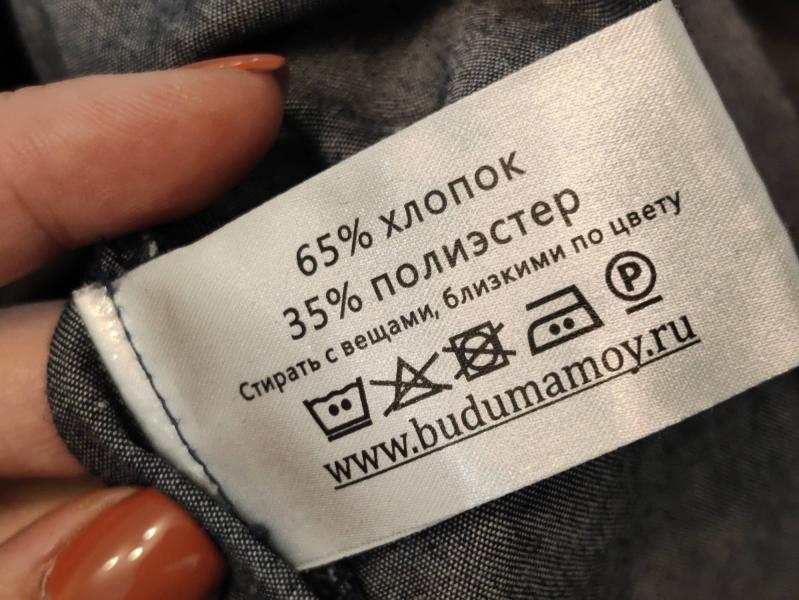 65% хлопок
35% полиэстер
Стирать с вещами, близкими по цвету
P
www.budumamoy.ru